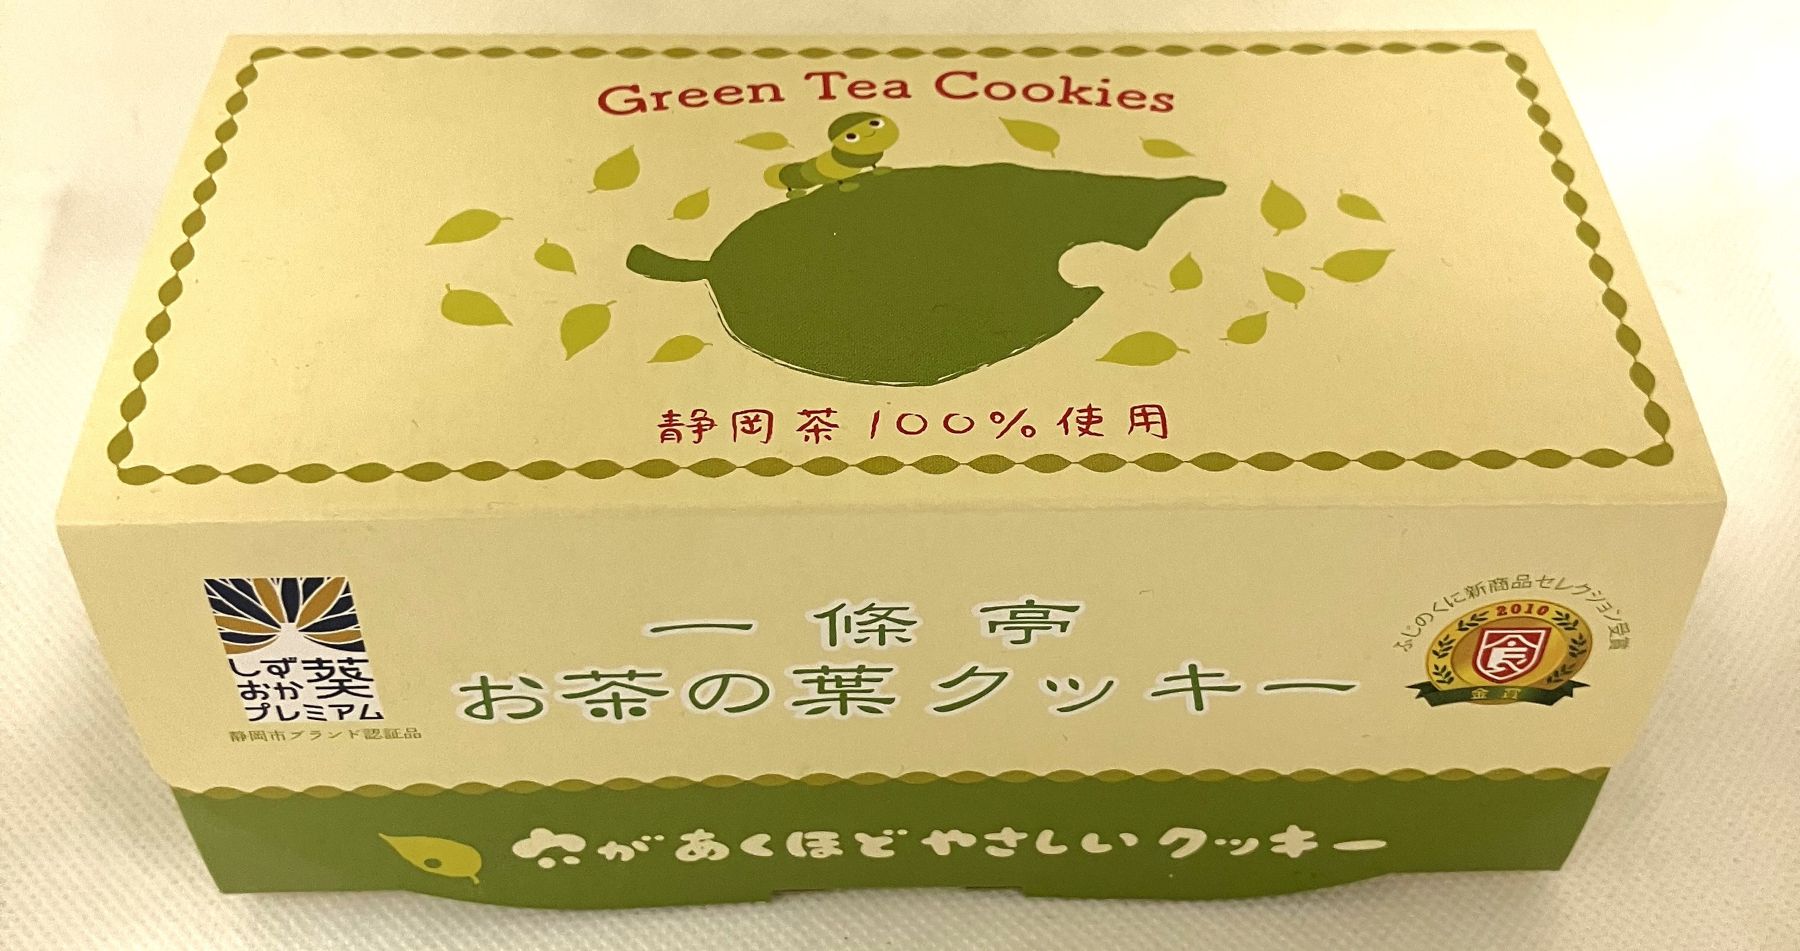 Green Tea Cookies
静岡茶100%使用
しず葵
おか
プレミアム
静岡市ブランド認証品
一條亭
お茶の葉クッキー
ふじのくに新商品セレクション受賞
2010
金賞
穴があくほどやさしいクッキー